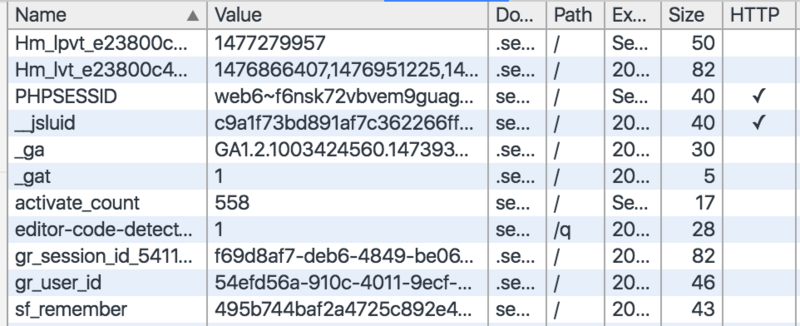 Name ▲ Value Do... Path Ex... Size HTTP
Hm_lpvt_e23800c... 1477279957 .se... / Se... 50
Hm_lvt_e23800c4... 1476866407,1476951225,14... .se... / 20... 82
PHPSESSID web6~f6nsk72vbvem9guag... se... / Se... 40 ✓
__jsluid c9a1f73bd891af7c362266ff... se... / 20... 40 ✓
_ga GA1.2.1003424560.147393... .se... / 20... 30
_gat 1 .se... / 20... 5
activate_count 558 se... / Se... 17
editor-code-detect... 1 se... /q 20... 28
gr_session_id_5411... f69d8af7-deb6-4849-be06... .se... / 20... 82
gr_user_id 54efd56a-910c-4011-9ecf-... .se... / 20... 46
sf_remember 495b744baf2a4725c892e4... se... / 20... 43